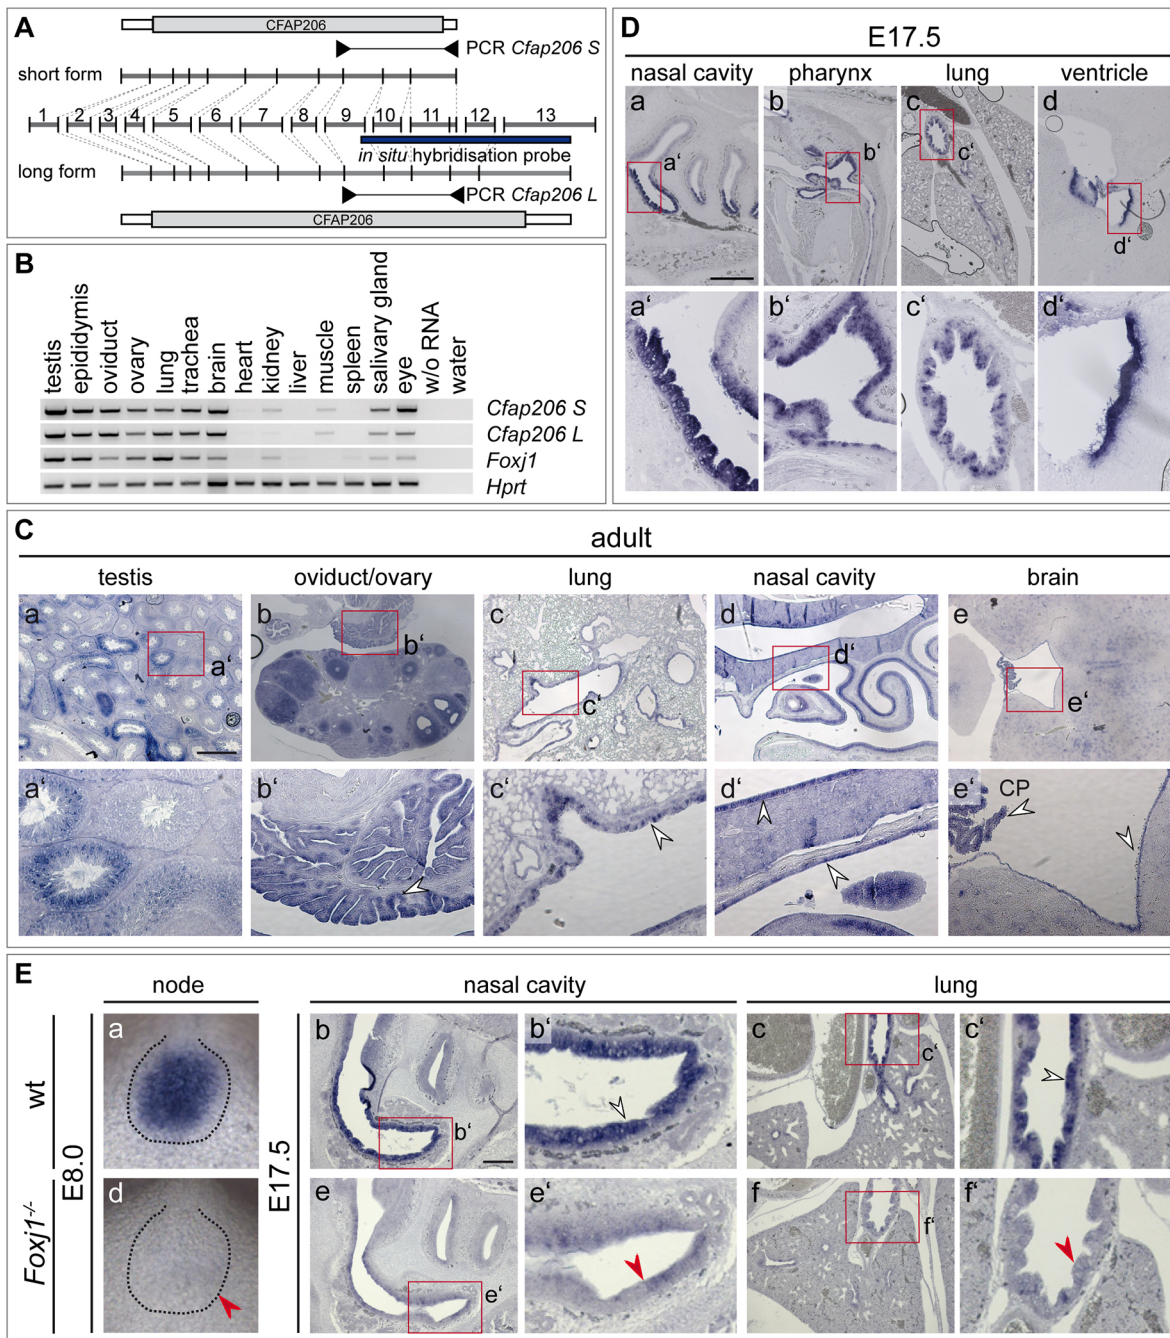 A
CFAP206
PCR Cfap206 S
short form
1 2 3 4 5 6 7 8 9 10 11 12 13
in situ hybridisation probe
long form
PCR Cfap206 L
CFAP206
B
testis epididymis oviduct ovary lung trachea brain heart kidney liver muscle spleen salivary gland eye w/o RNA water
Cfap206 S
Cfap206 L
Foxj1
Hprt
D
E17.5
nasal cavity pharynx lung ventricle
a b c d
a‘ b‘ c‘ d‘
a‘ b‘ c‘ d‘
C
adult
testis oviduct/ovary lung nasal cavity brain
a b c d e
a‘ b‘ c‘ d‘ e‘
a‘ b‘ c‘ d‘ e‘
CP
E
node nasal cavity lung
wt
Foxj1-/-
E8.0
E17.5
a b b‘ c c‘
b‘ c‘
d e e‘ f f‘
e‘ f‘